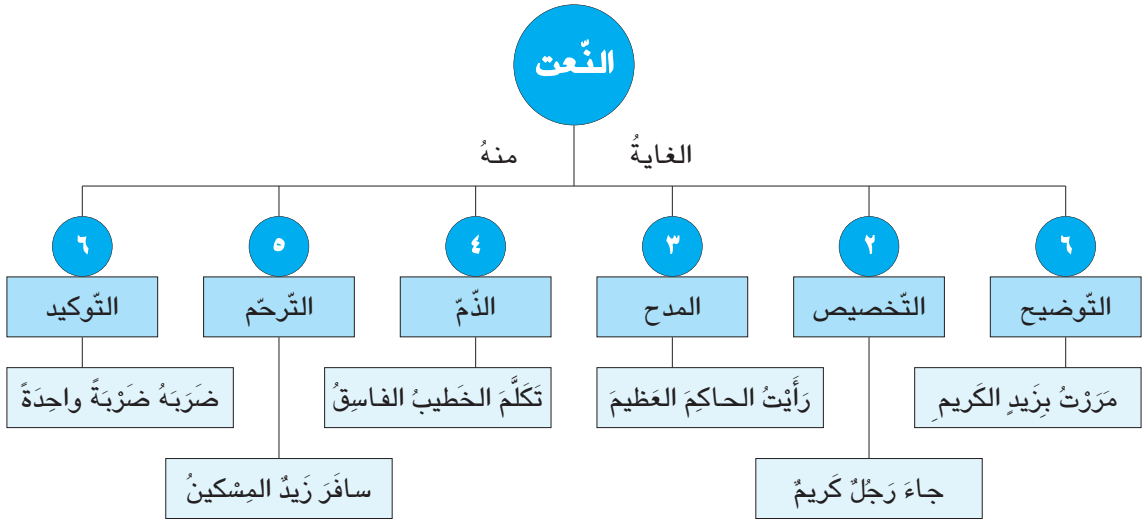 النّعت
الغايةُ منهُ
٦ ٢ ٣ ٤ ٥ ٦
التّوضيح التّخصيص المدح الذّمّ التّرحّم التّوكيد
مَرَرْتُ بِزَيدٍ الكَريمِ رَأَيْتُ الحاكِمَ العَظيمَ تَكَلَّمَ الخَطيبُ الفاسِقُ ضَرَبَهُ ضَرْبَةً واحِدَةً
جاءَ رَجُلٌ كَريمٌ سافَرَ زَيدٌ المِسْكينُ